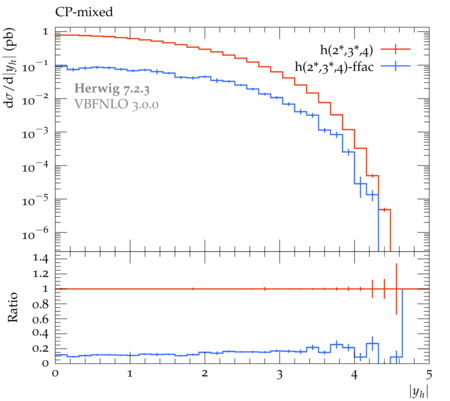 CP-mixed
dσ/d|y_h| (pb)
1
10⁻¹
10⁻²
10⁻³
10⁻⁴
10⁻⁵
10⁻⁶
h(2*,3*,4)
h(2*,3*,4)-ffac
Herwig 7.2.3
VBFNLO 3.0.0
Ratio
1.4
1.2
1
0.8
0.6
0.4
0.2
0
0 1 2 3 4 5
|y_h|